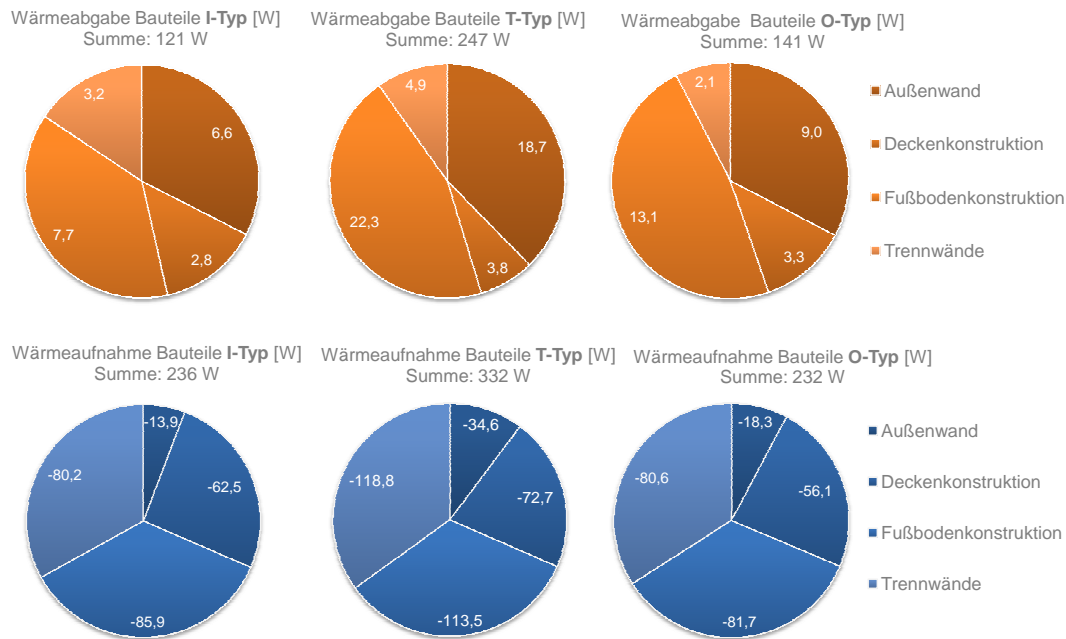 Wärmeabgabe Bauteile I-Typ [W]
Summe: 121 W
6,6
2,8
7,7
3,2
Wärmeabgabe Bauteile T-Typ [W]
Summe: 247 W
18,7
3,8
22,3
4,9
Wärmeabgabe Bauteile O-Typ [W]
Summe: 141 W
9,0
3,3
13,1
2,1
Außenwand
Deckenkonstruktion
Fußbodenkonstruktion
Trennwände
Wärmeaufnahme Bauteile I-Typ [W]
Summe: 236 W
-13,9
-62,5
-85,9
-80,2
Wärmeaufnahme Bauteile T-Typ [W]
Summe: 332 W
-34,6
-72,7
-113,5
-118,8
Wärmeaufnahme Bauteile O-Typ [W]
Summe: 232 W
-18,3
-56,1
-81,7
-80,6
Außenwand
Deckenkonstruktion
Fußbodenkonstruktion
Trennwände